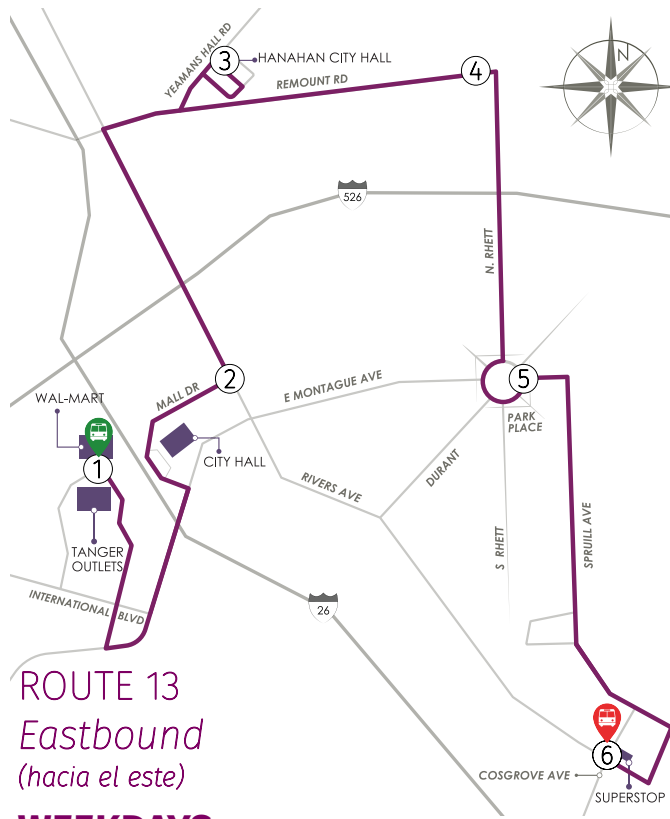 YEAMANS HALL RD
3
HANAHAN CITY HALL
REMOUNT RD
4
N
526
N. RHETT
2
MALL DR
E MONTAGUE AVE
5
PARK
PLACE
WAL-MART
1
CITY HALL
TANGER
OUTLETS
RIVERS AVE
DURANT
S RHETT
SPRUILL AVE
INTERNATIONAL BLVD
26
ROUTE 13
Eastbound
(hacia el este)
WEEKDAYS
6
COSGROVE AVE
SUPERSTOP